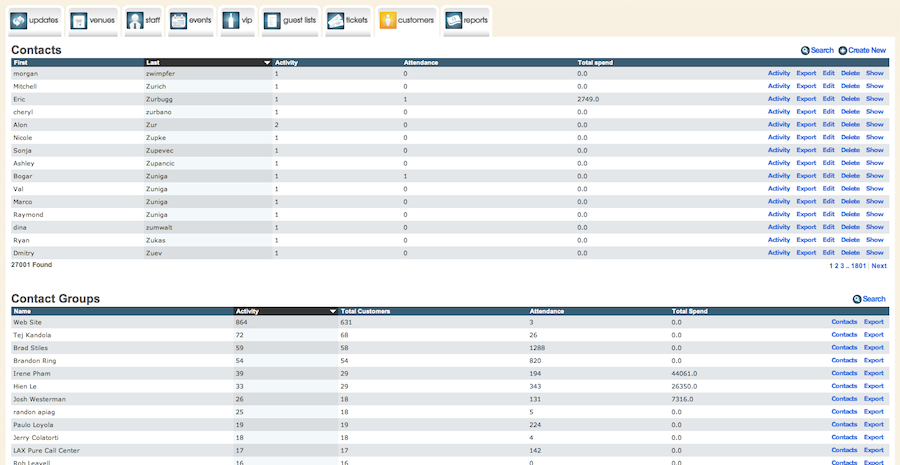 updates venues staff events vip guest lists tickets customers reports
Contacts Search Create New
First Last Activity Attendance Total spend
morgan zwimpfer 1 0 0.0 Activity Export Edit Delete Show
Mitchell Zurich 1 0 0.0 Activity Export Edit Delete Show
Eric Zurbugg 1 1 2749.0 Activity Export Edit Delete Show
cheryl zurbano 1 0 0.0 Activity Export Edit Delete Show
Alon Zur 2 0 0.0 Activity Export Edit Delete Show
Nicole Zupke 1 0 0.0 Activity Export Edit Delete Show
Sonja Zupevec 1 0 0.0 Activity Export Edit Delete Show
Ashley Zupancic 1 0 0.0 Activity Export Edit Delete Show
Bogar Zuniga 1 1 0.0 Activity Export Edit Delete Show
Val Zuniga 1 0 0.0 Activity Export Edit Delete Show
Marco Zuniga 1 0 0.0 Activity Export Edit Delete Show
Raymond Zuniga 1 0 0.0 Activity Export Edit Delete Show
dina zumwalt 1 0 0.0 Activity Export Edit Delete Show
Ryan Zukas 1 0 0.0 Activity Export Edit Delete Show
Dmitry Zuev 1 0 0.0 Activity Export Edit Delete Show
27001 Found 1 2 3 .. 1801 | Next
Contact Groups Search
Name Activity Total Customers Attendance Total Spend
Web Site 864 631 3 0.0 Contacts Export
Tej Kandola 72 68 26 0.0 Contacts Export
Brad Stiles 59 58 1288 0.0 Contacts Export
Brandon Ring 54 54 820 0.0 Contacts Export
Irene Pham 39 29 194 44061.0 Contacts Export
Hien Le 33 29 343 26350.0 Contacts Export
Josh Westerman 26 18 131 7316.0 Contacts Export
randon apiag 25 18 5 0.0 Contacts Export
Paulo Loyola 19 19 224 0.0 Contacts Export
Jerry Colatorti 18 18 4 0.0 Contacts Export
LAX Pure Call Center 17 17 142 0.0 Contacts Export
Rob Leavell 16 16 0 0.0 Contacts Export